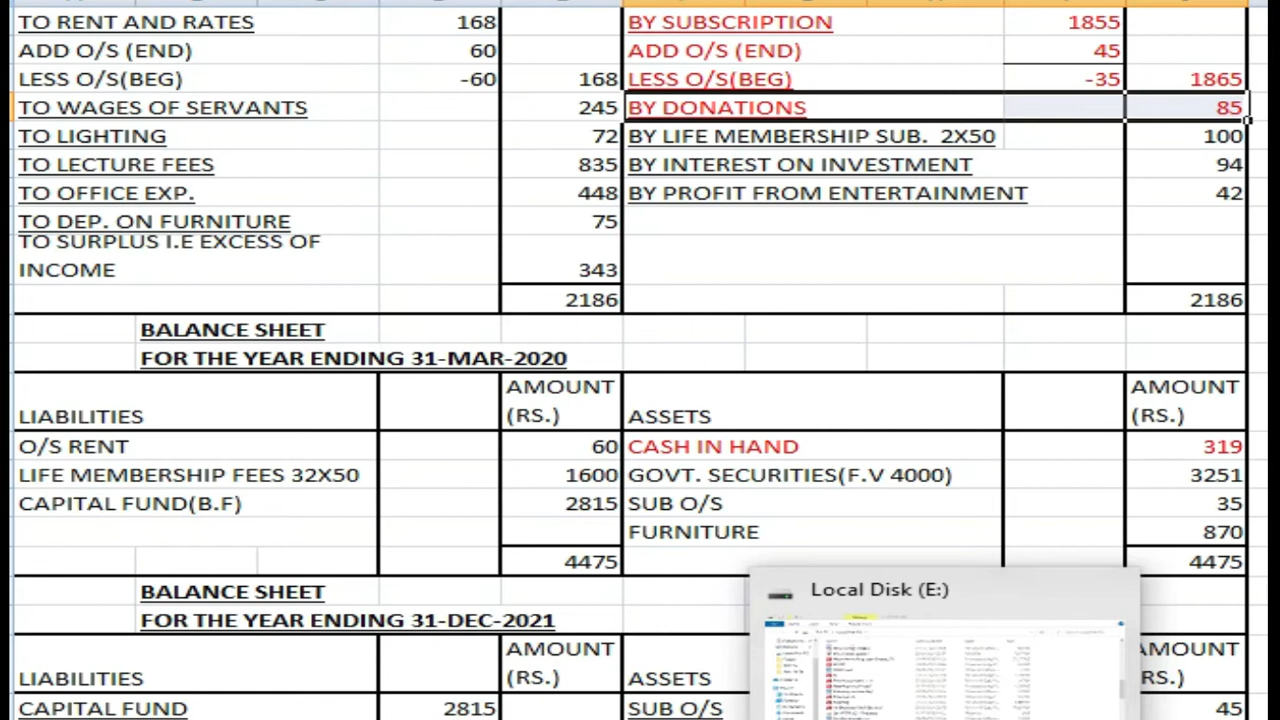 TO RENT AND RATES 168 BY SUBSCRIPTION 1855
ADD O/S (END) 60 ADD O/S (END) 45
LESS O/S(BEG) -60 168 LESS O/S(BEG) -35 1865
TO WAGES OF SERVANTS 245 BY DONATIONS 85
TO LIGHTING 72 BY LIFE MEMBERSHIP SUB. 2X50 100
TO LECTURE FEES 835 BY INTEREST ON INVESTMENT 94
TO OFFICE EXP. 448 BY PROFIT FROM ENTERTAINMENT 42
TO DEP. ON FURNITURE 75
TO SURPLUS I.E EXCESS OF
INCOME 343
2186 2186
BALANCE SHEET
FOR THE YEAR ENDING 31-MAR-2020
AMOUNT AMOUNT
LIABILITIES (RS.) ASSETS (RS.)
O/S RENT 60 CASH IN HAND 319
LIFE MEMBERSHIP FEES 32X50 1600 GOVT. SECURITIES(F.V 4000) 3251
CAPITAL FUND(B.F) 2815 SUB O/S 35
FURNITURE 870
4475 4475
BALANCE SHEET
Local Disk (E:)
FOR THE YEAR ENDING 31-DEC-2021
AMOUNT AMOUNT
LIABILITIES (RS.) ASSETS (RS.)
CAPITAL FUND 2815 SUB O/S 45